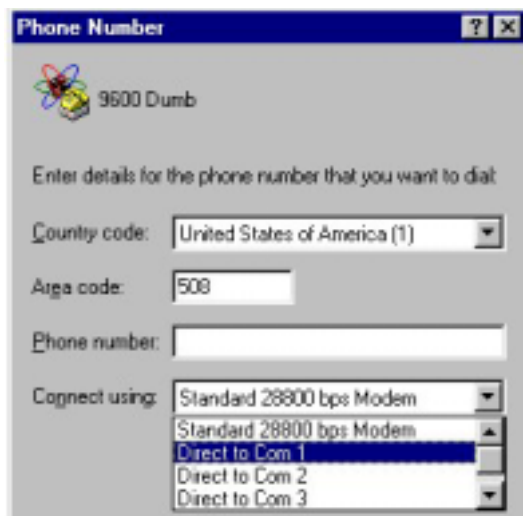 Phone Number
9600 Dumb
Enter details for the phone number that you want to dial:
Country code: United States of America (1)
Area code: 508
Phone number:
Connect using: Standard 28800 bps Modem
Standard 28800 bps Modem
Direct to Com 1
Direct to Com 2
Direct to Com 3